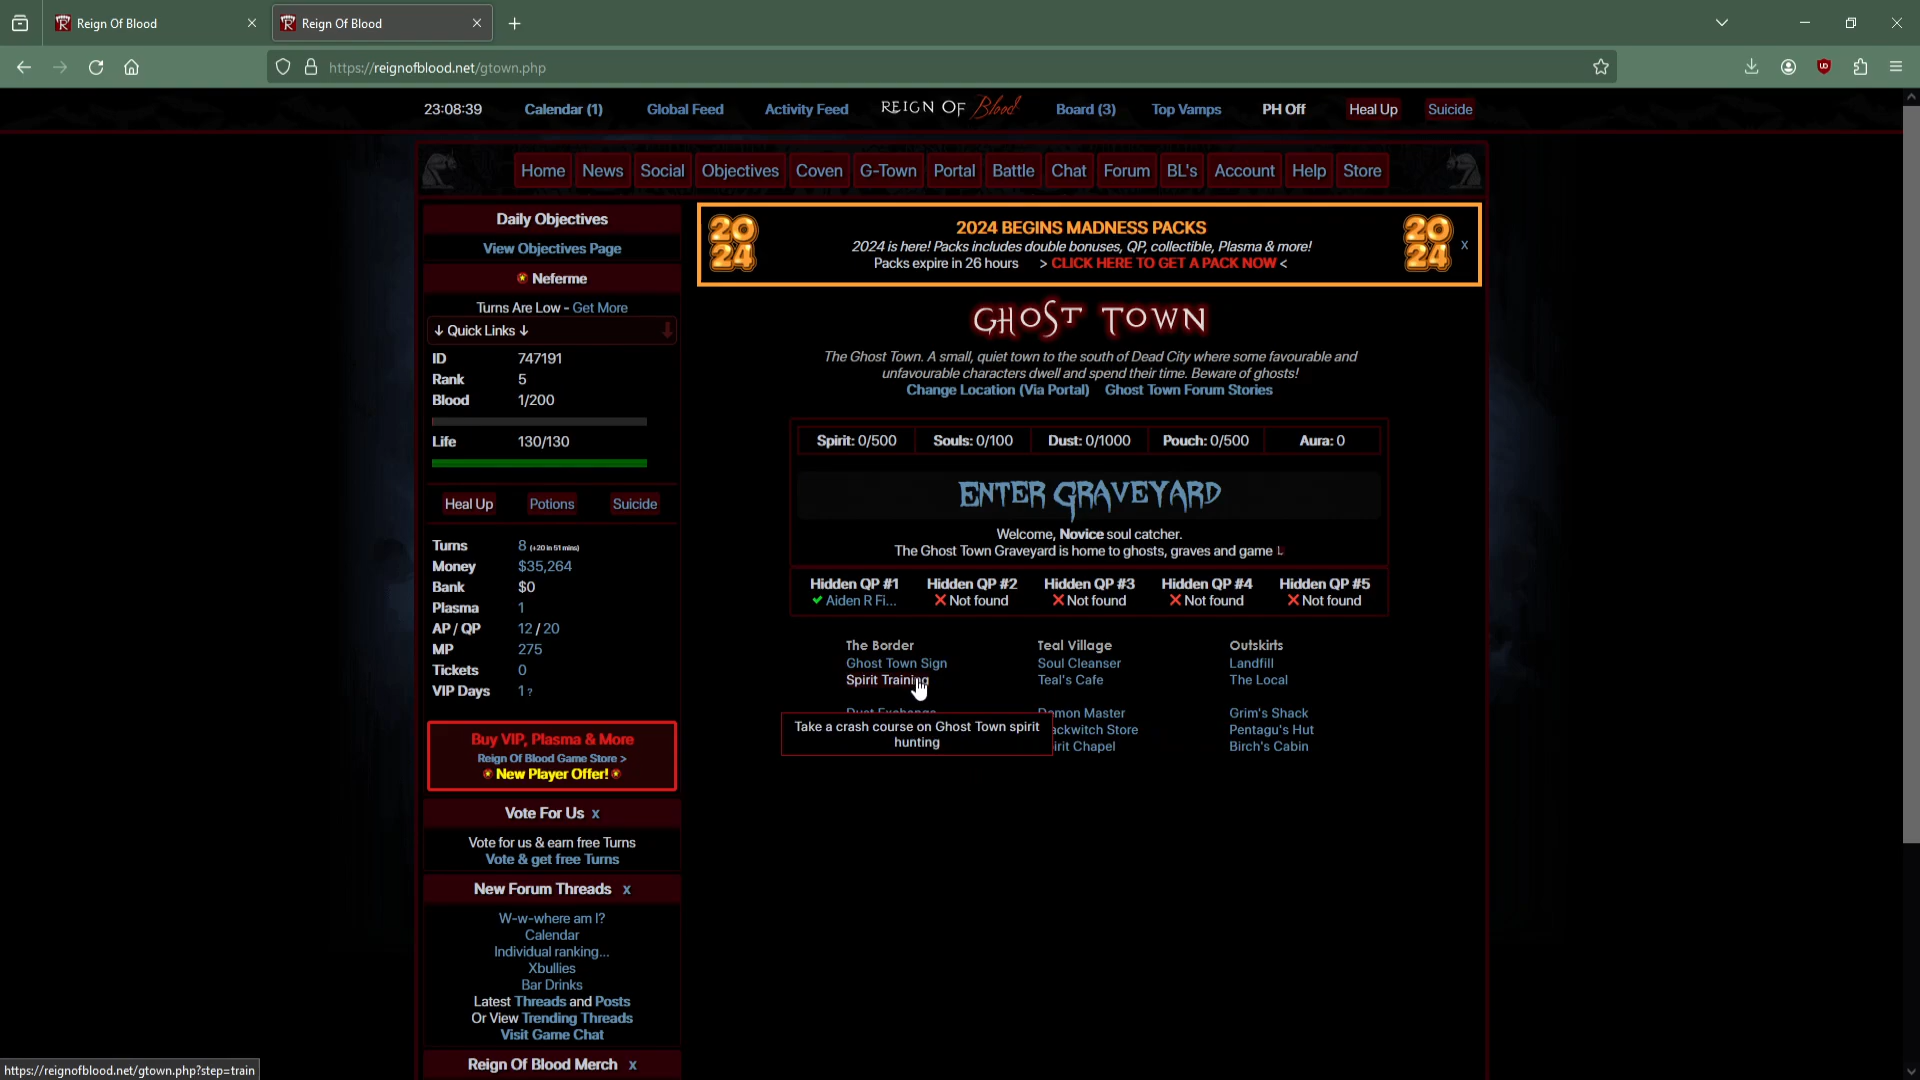 Reign Of Blood
Reign Of Blood
https://reignofblood.net/gtown.php
23:08:39 Calendar (1) Global Feed Activity Feed REIGN OF Blood Board (3) Top Vamps PH Off Heal Up Suicide
Home News Social Objectives Coven G-Town Portal Battle Chat Forum BL's Account Help Store
Daily Objectives
View Objectives Page
Neferme
Turns Are Low - Get More
↓ Quick Links ↓
ID 747191
Rank 5
Blood 1/200
Life 130/130
Heal Up Potions Suicide
Turns 8 (+20 in 51 mins)
Money $35,264
Bank $0
Plasma 1
AP / QP 12 / 20
MP 275
Tickets 0
VIP Days 1 ?
Buy VIP, Plasma & More
Reign Of Blood Game Store >
New Player Offer!
Vote For Us x
Vote for us & earn free Turns
Vote & get free Turns
New Forum Threads x
W-w-where am I?
Calendar
Individual ranking...
Xbullies
Bar Drinks
Latest Threads and Posts
Or View Trending Threads
Visit Game Chat
Reign Of Blood Merch x
2024
2024 BEGINS MADNESS PACKS
2024 is here! Packs includes double bonuses, QP, collectible, Plasma & more!
Packs expire in 26 hours > CLICK HERE TO GET A PACK NOW <
2024
x
GHOST TOWN
The Ghost Town. A small, quiet town to the south of Dead City where some favourable and
unfavourable characters dwell and spend their time. Beware of ghosts!
Change Location (Via Portal) Ghost Town Forum Stories
Spirit: 0/500 Souls: 0/100 Dust: 0/1000 Pouch: 0/500 Aura: 0
ENTER GRAVEYARD
Welcome, Novice soul catcher.
The Ghost Town Graveyard is home to ghosts, graves and game
Hidden QP #1 Hidden QP #2 Hidden QP #3 Hidden QP #4 Hidden QP #5
Aiden R Fi... Not found Not found Not found Not found
The Border Teal Village Outskirts
Ghost Town Sign Soul Cleanser Landfill
Spirit Training Teal's Cafe The Local
Dust Exchange Demon Master Grim's Shack
ackwitch Store Pentagu's Hut
irit Chapel Birch's Cabin
Take a crash course on Ghost Town spirit
hunting
https://reignofblood.net/gtown.php?step=train